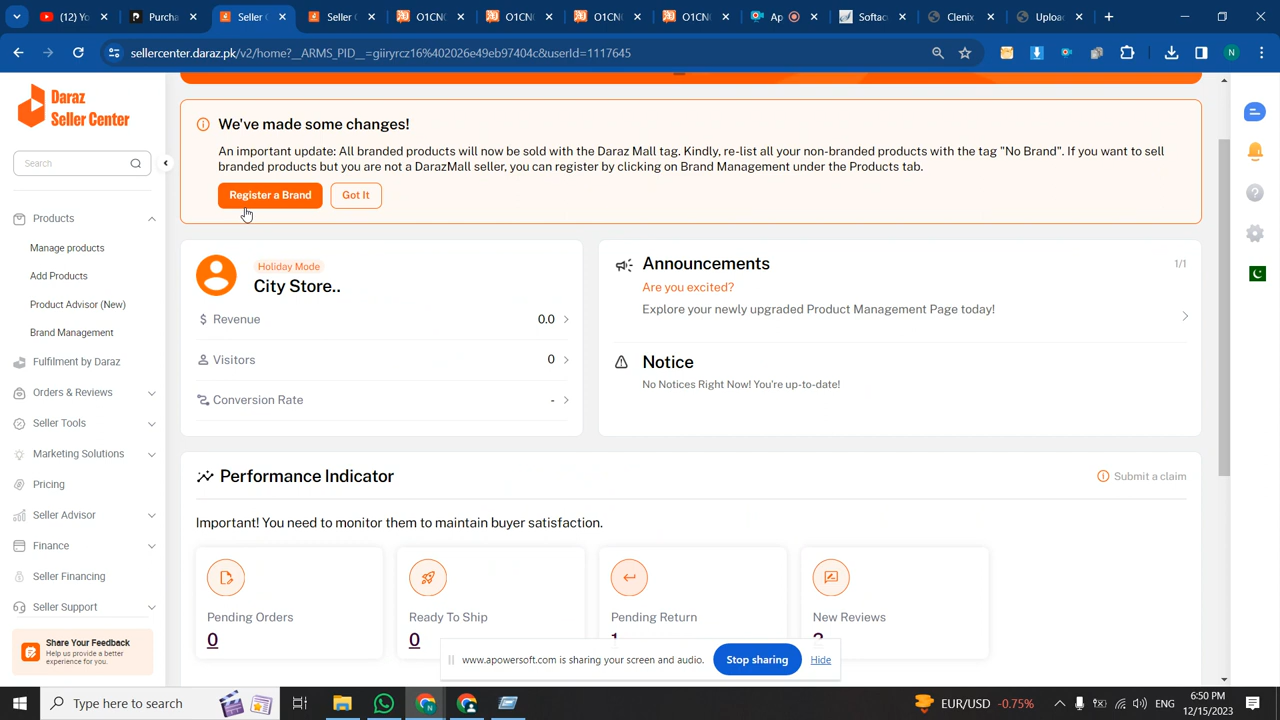 (2) Yo
Purcha
Seller C
Seller C
O1CNC
O1CNC
O1CNC
O1CNC
Ap
Softac
Clenix
Upload
sellercenter.daraz.pk/v2/home?__ARMS_PID__=giiryrcz16%402026e49eb97404c&userId=1117645
N
Daraz
Seller Center
Search
We've made some changes!
An important update: All branded products will now be sold with the Daraz Mall tag. Kindly, re-list all your non-branded products with the tag "No Brand". If you want to sell
branded products but you are not a DarazMall seller, you can register by clicking on Brand Management under the Products tab.
Register a Brand
Got It
Products
Manage products
Add Products
Product Advisor (New)
Brand Management
Fulfilment by Daraz
Orders & Reviews
Seller Tools
Marketing Solutions
Pricing
Seller Advisor
Finance
Seller Financing
Seller Support
Share Your Feedback
Help us provide a better
experience for you.
Holiday Mode
City Store..
$ Revenue 0.0
Visitors 0
Conversion Rate -
Announcements 1/1
Are you excited?
Explore your newly upgraded Product Management Page today!
Notice
No Notices Right Now! You're up-to-date!
Performance Indicator
Submit a claim
Important! You need to monitor them to maintain buyer satisfaction.
Pending Orders
0
Ready To Ship
0
Pending Return
1
New Reviews
www.apowersoft.com is sharing your screen and audio. Stop sharing Hide
Type here to search
EUR/USD -0.75%
ENG
6:50 PM
12/15/2023